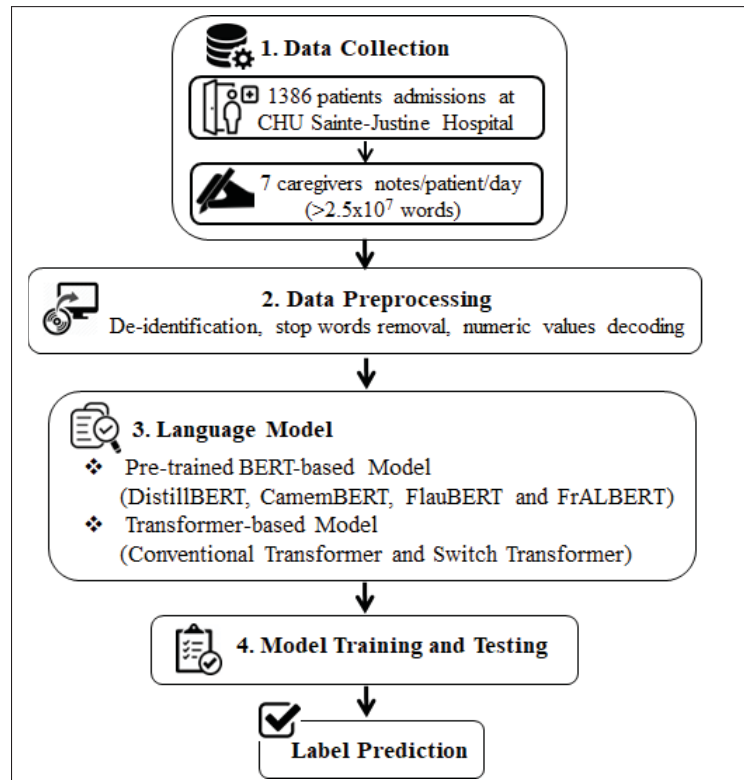 1. Data Collection
1386 patients admissions at
CHU Sainte-Justine Hospital
7 caregivers notes/patient/day
(>2.5x10⁷ words)
2. Data Preprocessing
De-identification, stop words removal, numeric values decoding
3. Language Model
❖ Pre-trained BERT-based Model
(DistillBERT, CamemBERT, FlauBERT and FrALBERT)
❖ Transformer-based Model
(Conventional Transformer and Switch Transformer)
4. Model Training and Testing
Label Prediction